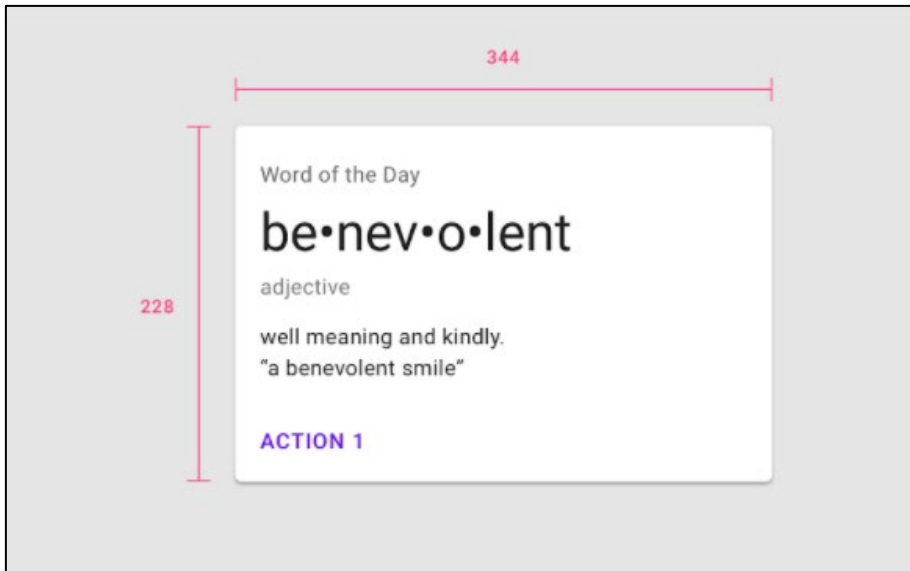 344
228
Word of the Day
be•nev•o•lent
adjective
well meaning and kindly.
“a benevolent smile”
ACTION 1